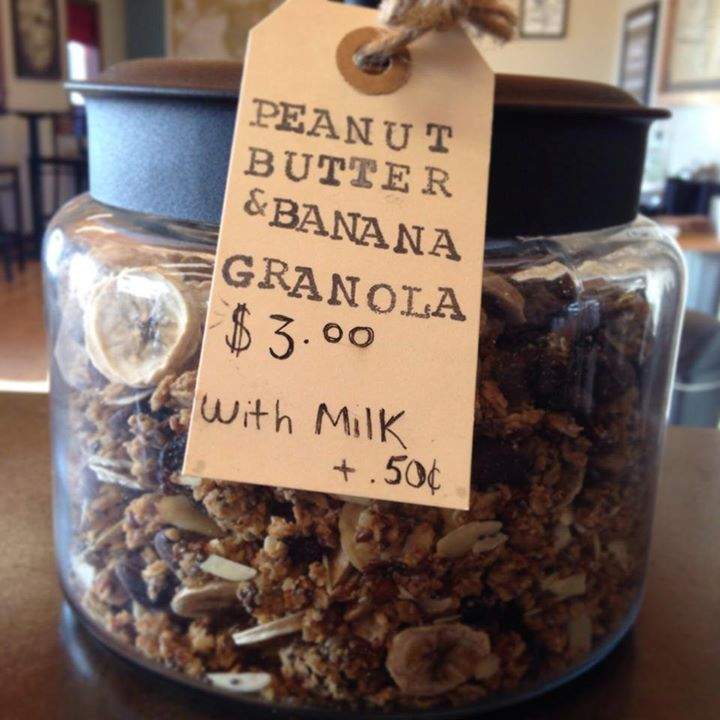 PEANUT
BUTTER
&BANANA
GRANOLA
$3.00
With Milk
+ .50¢